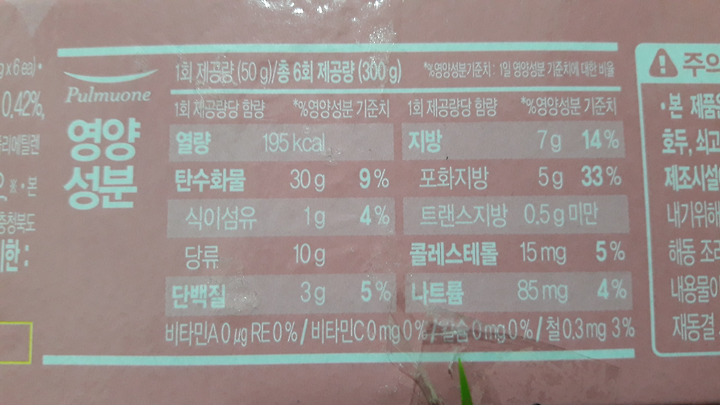 g x 6 ea) •
0.42%,
Pulmuone
영양
성분
1회 제공량 (50 g)/총 6회 제공량 (300 g)
*%영양성분 기준치 : 1일 영양성분 기준치에 대한 비율
1회 제공량당 함량 *%영양성분 기준치 1회 제공량당 함량 *%영양성분 기준치
열량 195 kcal 지방 7 g 14 %
탄수화물 30 g 9 % 포화지방 5 g 33 %
식이섬유 1 g 4 % 트랜스지방 0.5 g 미만
당류 10 g 콜레스테롤 15 mg 5 %
단백질 3 g 5 % 나트륨 85 mg 4 %
비타민A 0 μg RE 0 % / 비타민C 0 mg 0 % / 칼슘 0 mg 0 % / 철 0.3 mg 3 %
충청북도
주의
• 본 제품
호두, 쇠고
제조시설
내기위해
해동 조
내용물이
재동결